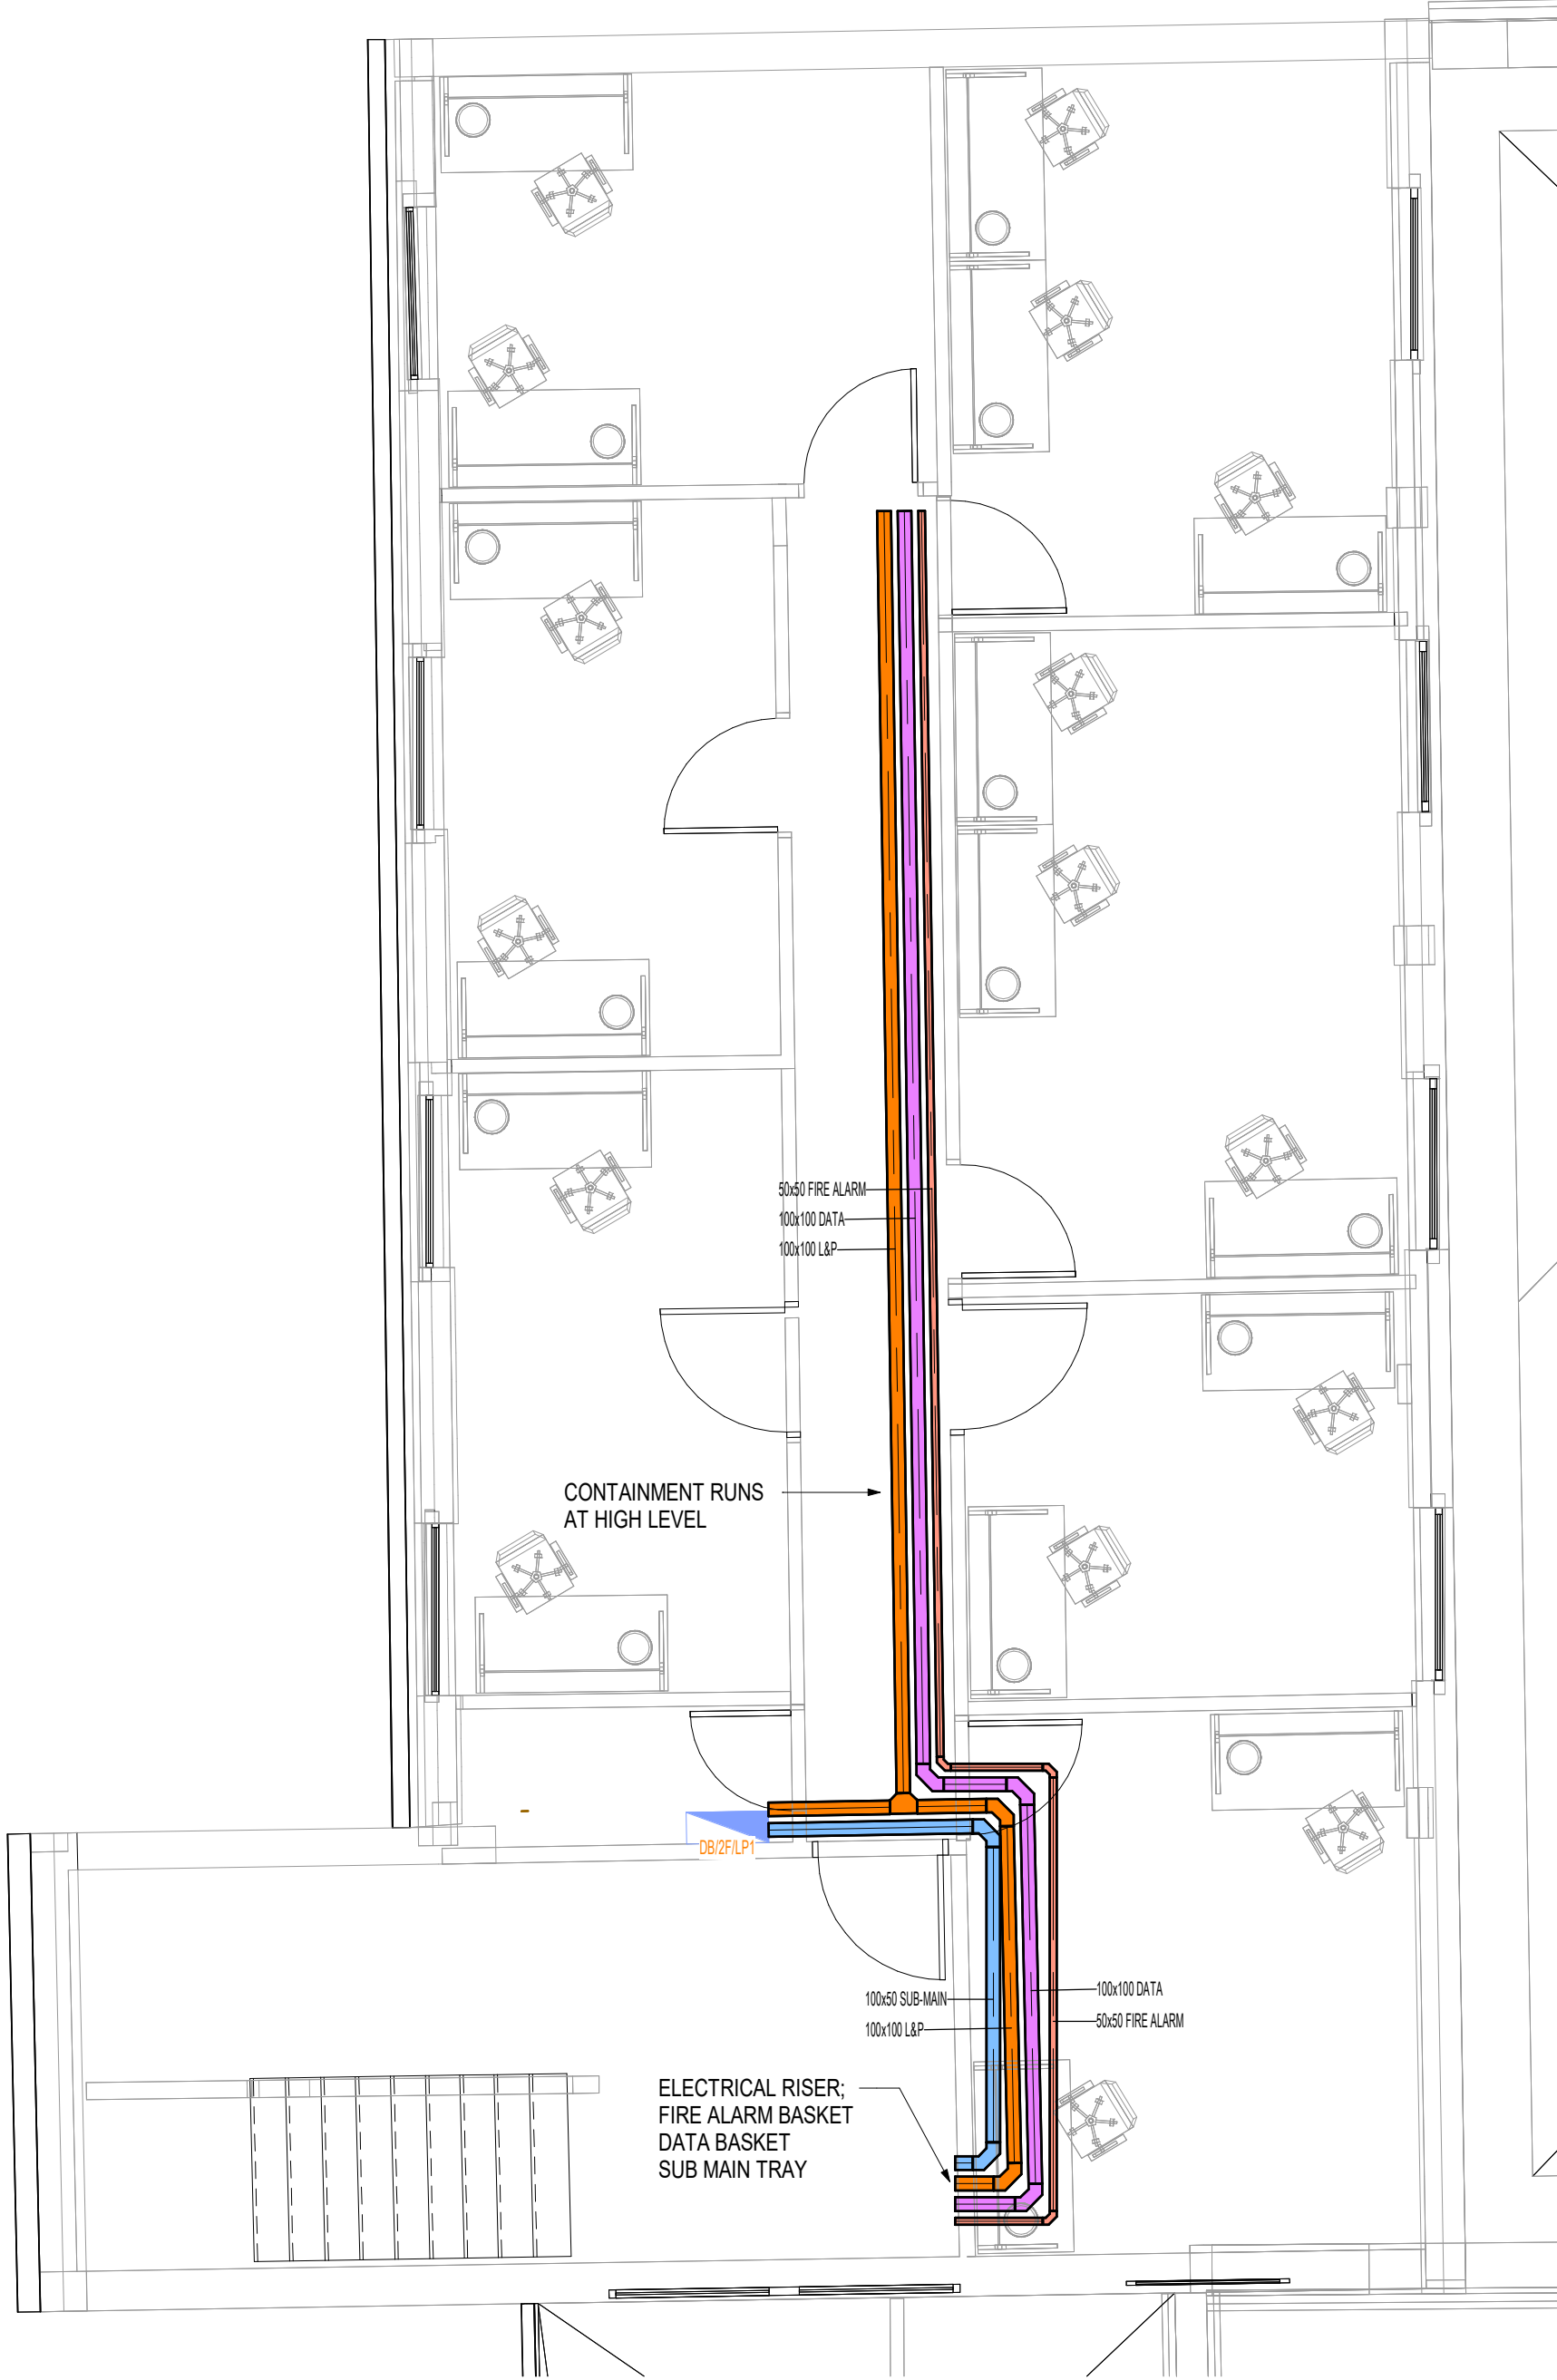 50x50 FIRE ALARM
100x100 DATA
100x100 L&P
CONTAINMENT RUNS
AT HIGH LEVEL
DB/2F/LP1
100x50 SUB-MAIN
100x100 L&P
100x100 DATA
50x50 FIRE ALARM
ELECTRICAL RISER;
FIRE ALARM BASKET
DATA BASKET
SUB MAIN TRAY